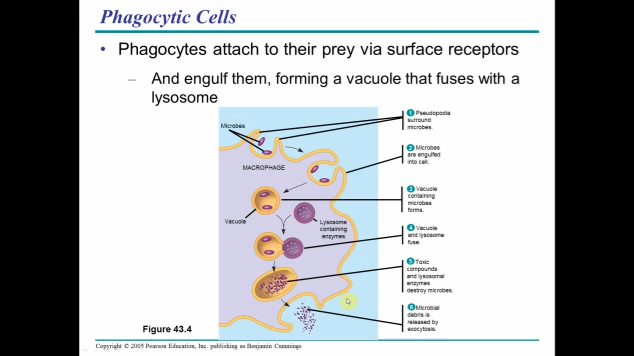 Phagocytic Cells
• Phagocytes attach to their prey via surface receptors
– And engulf them, forming a vacuole that fuses with a
lysosome
Microbes
MACROPHAGE
Vacuole
Lysosome
containing
enzymes
1 Pseudopodia
surround
microbes.
2 Microbes
are engulfed
into cell.
3 Vacuole
containing
microbes
forms.
4 Vacuole
and lysosome
fuse.
5 Toxic
compounds
and lysosomal
enzymes
destroy microbes.
6 Microbial
debris is
released by
exocytosis.
Figure 43.4
Copyright © 2005 Pearson Education, Inc. publishing as Benjamin Cummings